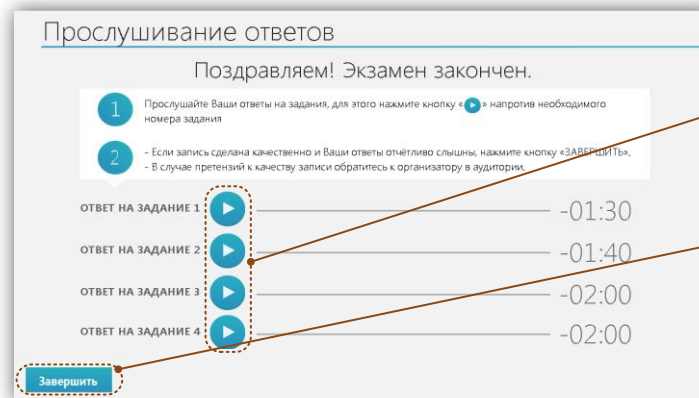 Прослушивание ответов
Поздравляем! Экзамен закончен.
1
Прослушайте Ваши ответы на задания, для этого нажмите кнопку « » напротив необходимого
номера задания
2
- Если запись сделана качественно и Ваши ответы отчётливо слышны, нажмите кнопку «ЗАВЕРШИТЬ».
- В случае претензий к качеству записи обратитесь к организатору в аудитории.
ОТВЕТ НА ЗАДАНИЕ 1 -01:30
ОТВЕТ НА ЗАДАНИЕ 2 -01:40
ОТВЕТ НА ЗАДАНИЕ 3 -02:00
ОТВЕТ НА ЗАДАНИЕ 4 -02:00
Завершить